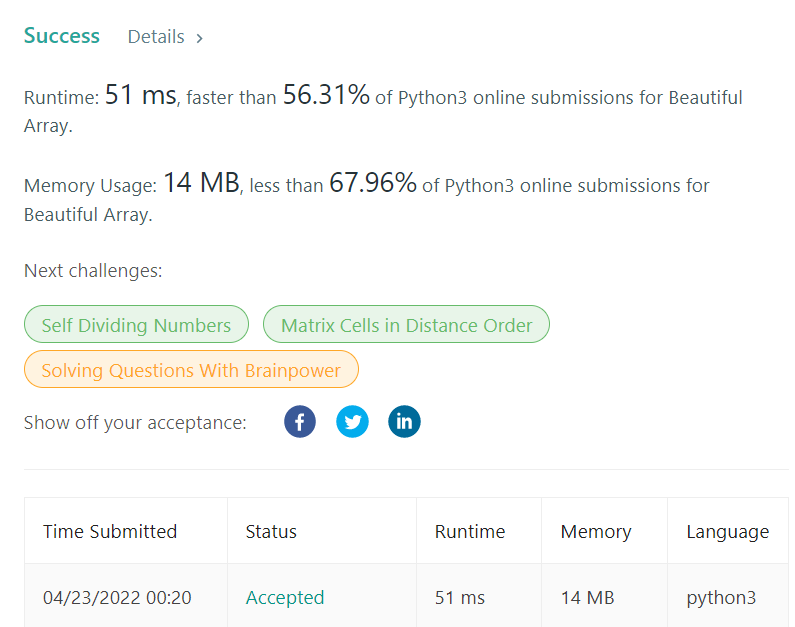 Success Details >
Runtime: 51 ms, faster than 56.31% of Python3 online submissions for Beautiful
Array.
Memory Usage: 14 MB, less than 67.96% of Python3 online submissions for
Beautiful Array.
Next challenges:
Self Dividing Numbers Matrix Cells in Distance Order
Solving Questions With Brainpower
Show off your acceptance: f in
Time Submitted Status Runtime Memory Language
04/23/2022 00:20 Accepted 51 ms 14 MB python3